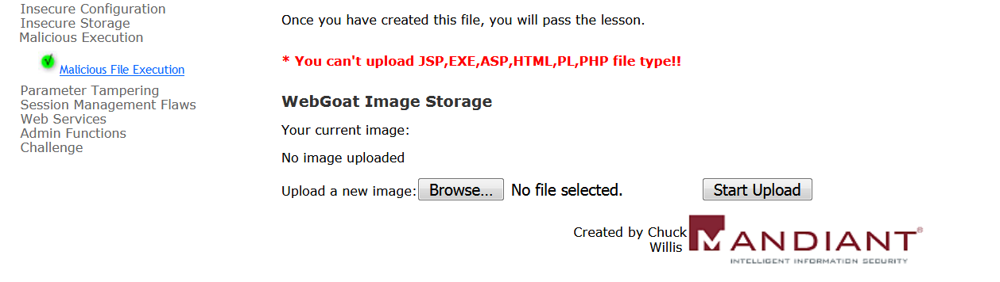 Insecure Configuration
Insecure Storage
Malicious Execution
Malicious File Execution
Parameter Tampering
Session Management Flaws
Web Services
Admin Functions
Challenge
Once you have created this file, you will pass the lesson.
* You can't upload JSP,EXE,ASP,HTML,PL,PHP file type!!
WebGoat Image Storage
Your current image:
No image uploaded
Upload a new image: Browse... No file selected. Start Upload
Created by Chuck
Willis
MANDIANT®
INTELLIGENT INFORMATION SECURITY